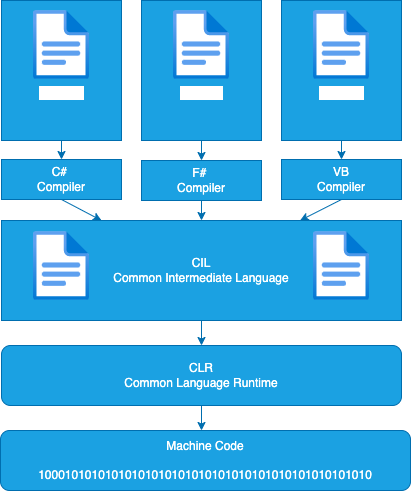 C#
Compiler
F#
Compiler
VB
Compiler
CIL
Common Intermediate Language
CLR
Common Language Runtime
Machine Code
10001010101010101010101010101010101010101010101010